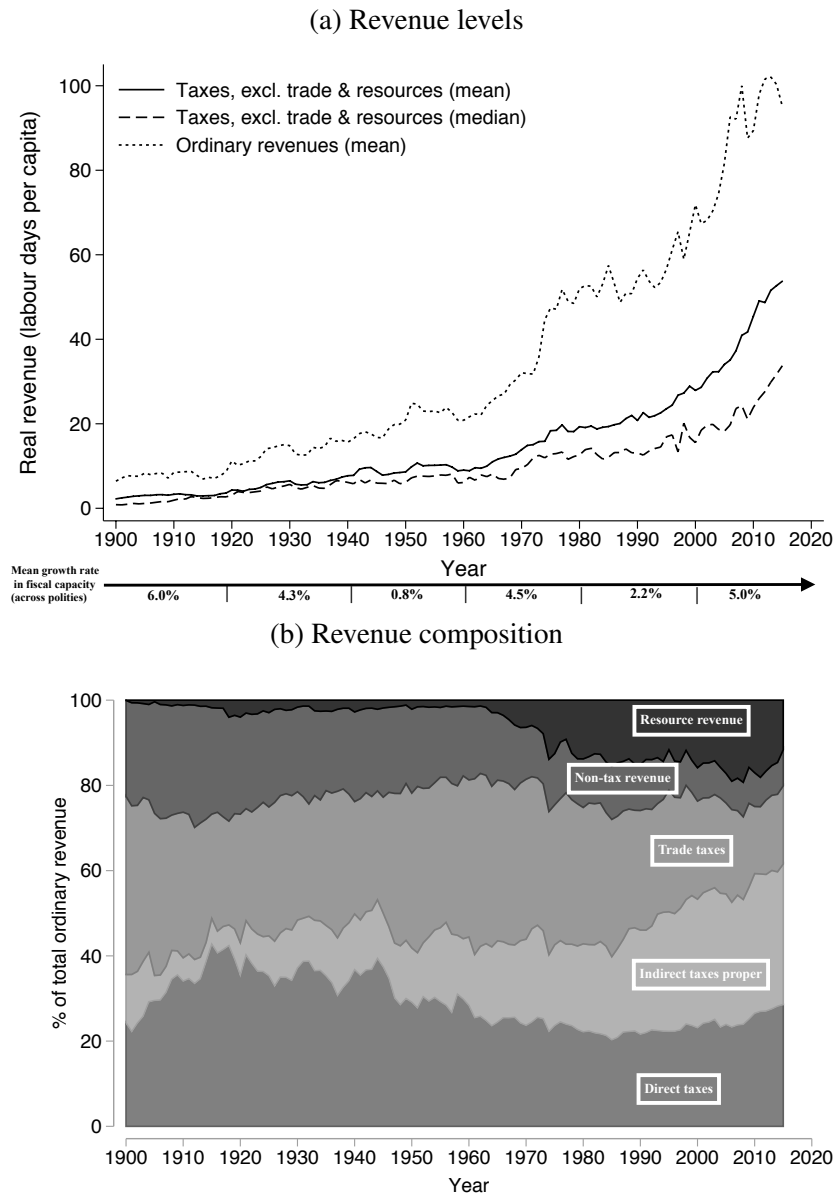 (a) Revenue levels
Real revenue (labour days per capita)
100
80
60
40
20
0
Taxes, excl. trade & resources (mean)
Taxes, excl. trade & resources (median)
Ordinary revenues (mean)
1900 1910 1920 1930 1940 1950 1960 1970 1980 1990 2000 2010 2020
Year
Mean growth rate
in fiscal capacity
(across polities)
6.0% 4.3% 0.8% 4.5% 2.2% 5.0%
(b) Revenue composition
% of total ordinary revenue
100
80
60
40
20
0
Resource revenue
Non-tax revenue
Trade taxes
Indirect taxes proper
Direct taxes
1900 1910 1920 1930 1940 1950 1960 1970 1980 1990 2000 2010 2020
Year